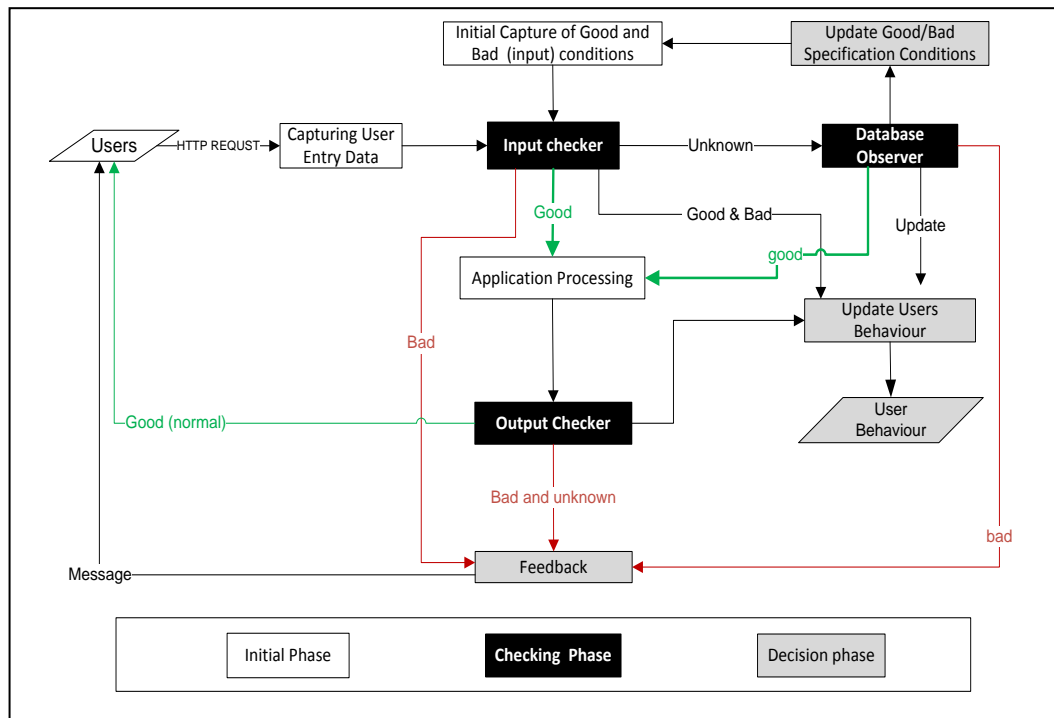 Initial Capture of Good and
Bad (input) conditions
Update Good/Bad
Specification Conditions
Users
HTTP REQUST
Capturing User
Entry Data
Input checker
Unknown
Database
Observer
Good
Good & Bad
Update
good
Application Processing
Update Users
Behaviour
Bad
Good (normal)
Output Checker
User
Behaviour
Bad and unknown
bad
Message
Feedback
Initial Phase
Checking Phase
Decision phase